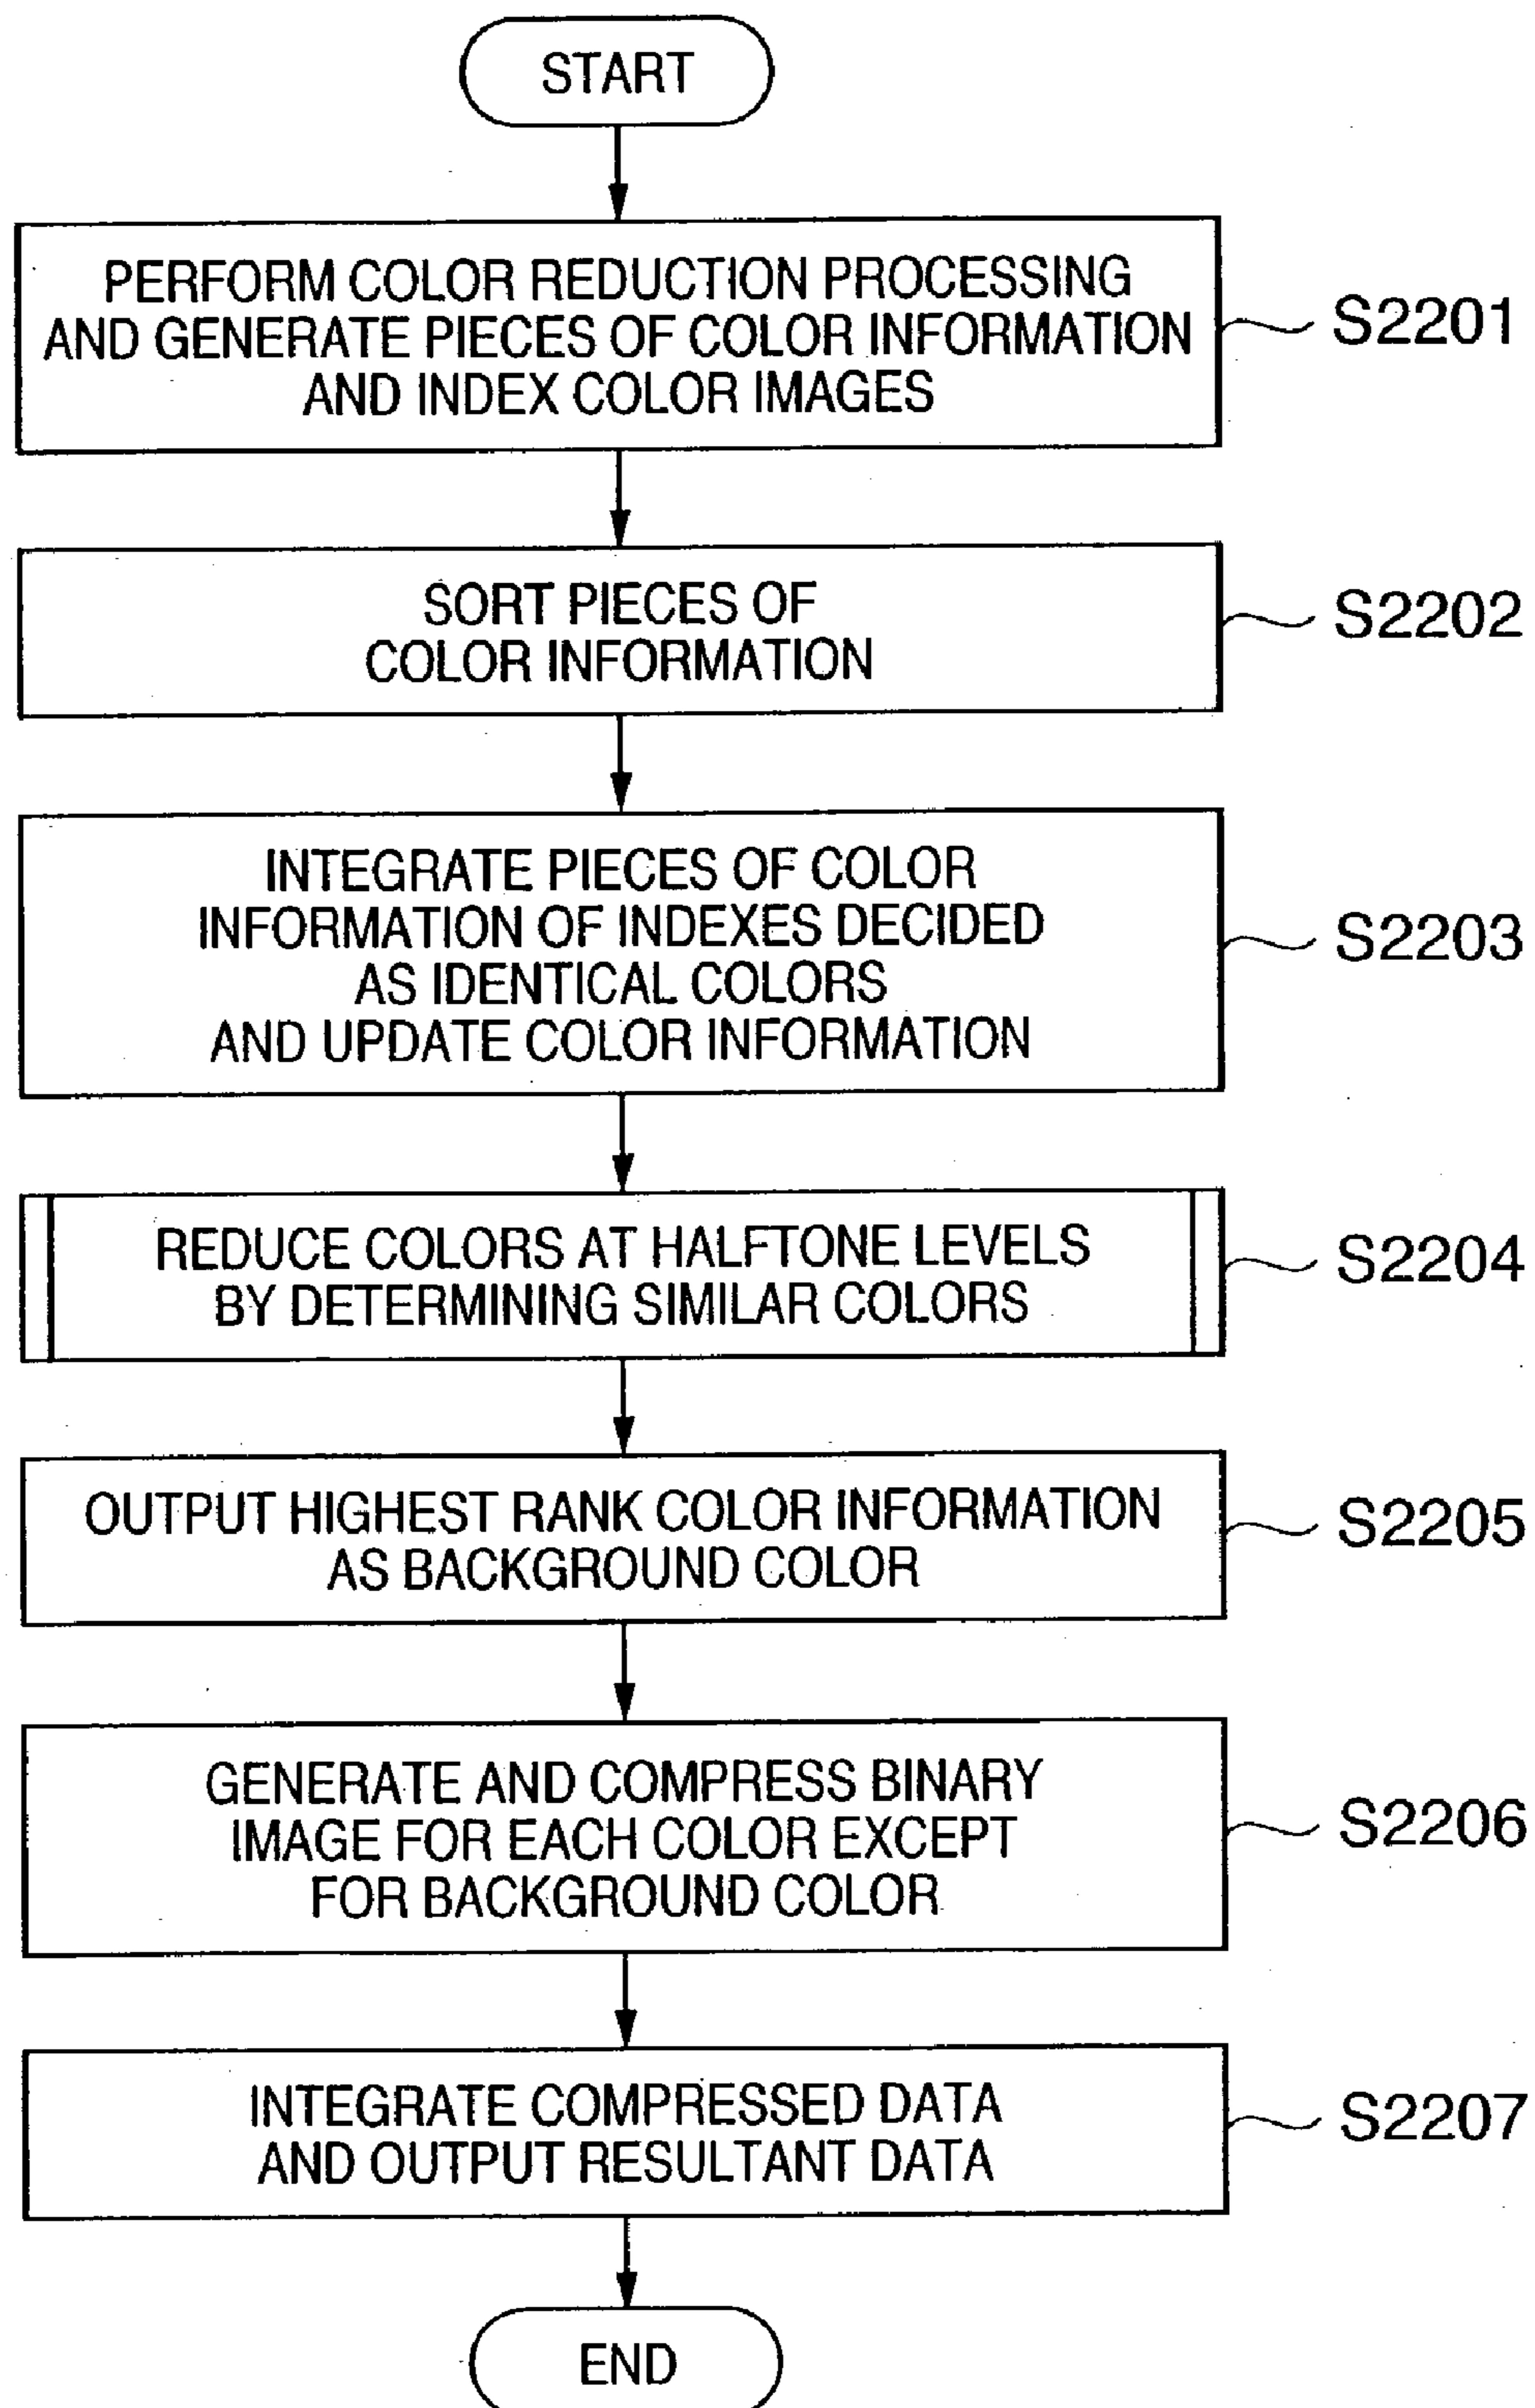 START
PERFORM COLOR REDUCTION PROCESSING
AND GENERATE PIECES OF COLOR INFORMATION
AND INDEX COLOR IMAGES
S2201
SORT PIECES OF
COLOR INFORMATION
S2202
INTEGRATE PIECES OF COLOR
INFORMATION OF INDEXES DECIDED
AS IDENTICAL COLORS
AND UPDATE COLOR INFORMATION
S2203
REDUCE COLORS AT HALFTONE LEVELS
BY DETERMINING SIMILAR COLORS
S2204
OUTPUT HIGHEST RANK COLOR INFORMATION
AS BACKGROUND COLOR
S2205
GENERATE AND COMPRESS BINARY
IMAGE FOR EACH COLOR EXCEPT
FOR BACKGROUND COLOR
S2206
INTEGRATE COMPRESSED DATA
AND OUTPUT RESULTANT DATA
S2207
END